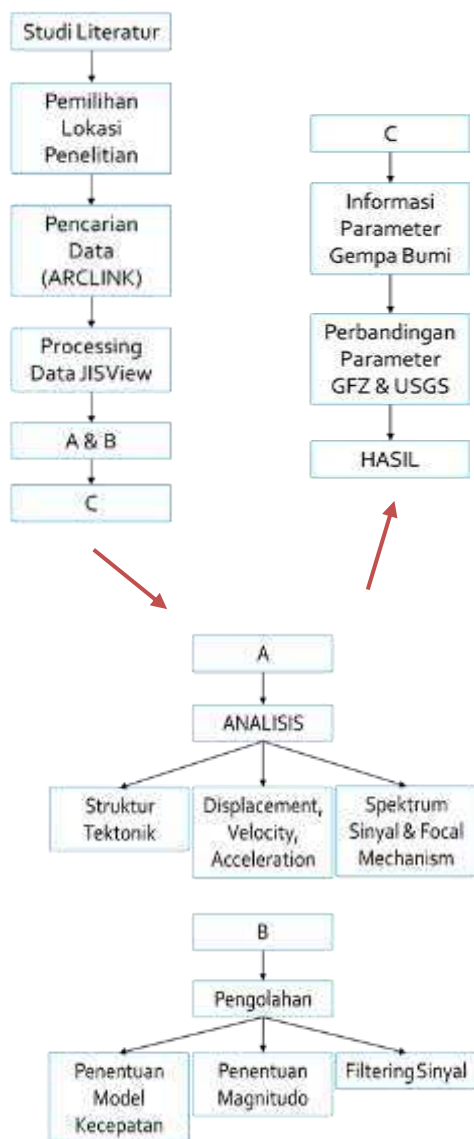 Studi Literatur
Pemilihan
Lokasi
Penelitian
Pencarian
Data
(ARCLINK)
Processing
Data JISView
A & B
C
A
ANALISIS
Struktur
Tektonik
Displacement,
Velocity,
Acceleration
Spektrum
Sinyal & Focal
Mechanism
B
Pengolahan
Penentuan
Model
Kecepatan
Penentuan
Magnitudo
Filtering Sinyal
C
Informasi
Parameter
Gempa Bumi
Perbandingan
Parameter
GFZ & USGS
HASIL